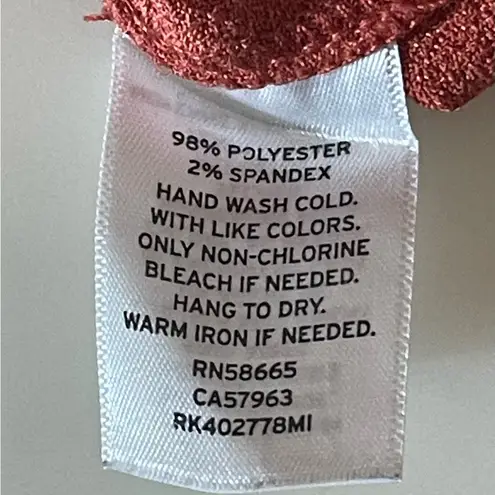 98% POLYESTER
2% SPANDEX
HAND WASH COLD.
WITH LIKE COLORS.
ONLY NON-CHLORINE
BLEACH IF NEEDED.
HANG TO DRY.
WARM IRON IF NEEDED.
RN58665
CA57963
RK402778MI